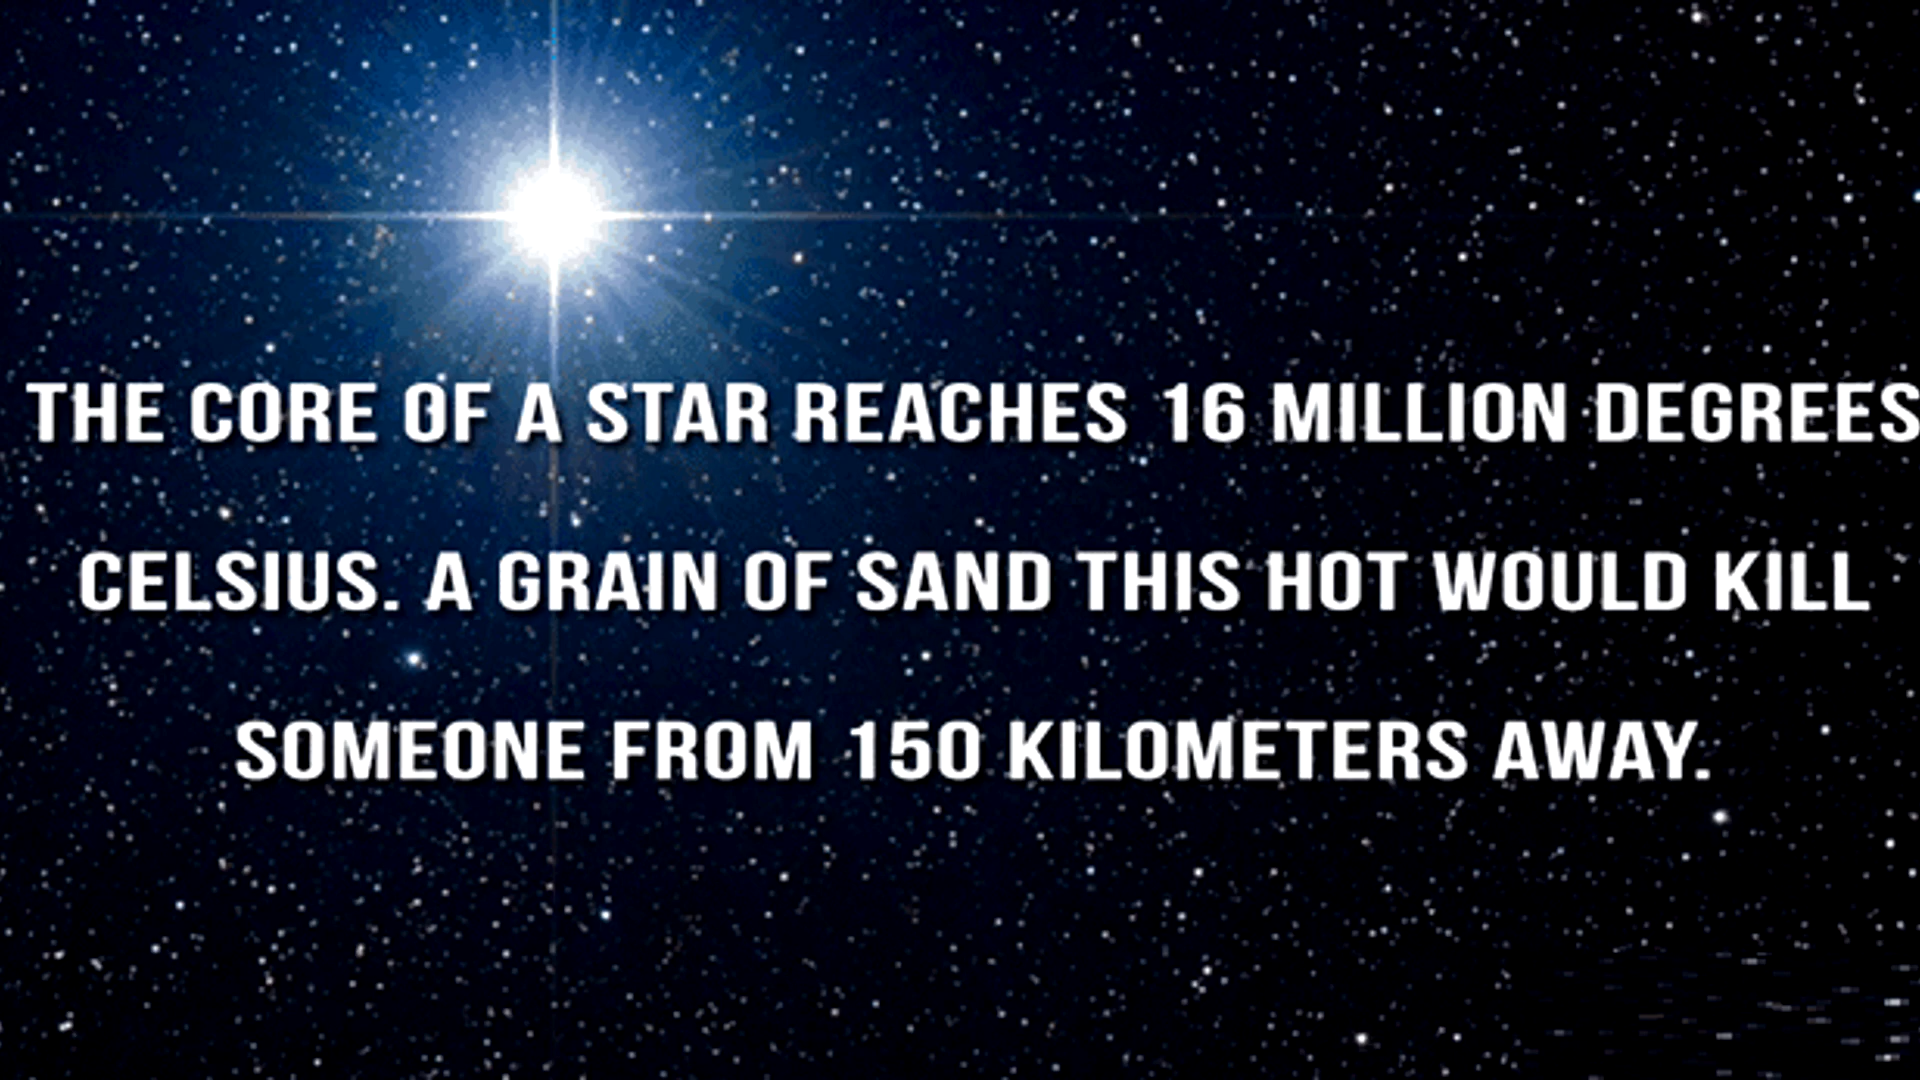 THE CORE OF A STAR REACHES 16 MILLION DEGREES
CELSIUS. A GRAIN OF SAND THIS HOT WOULD KILL
SOMEONE FROM 150 KILOMETERS AWAY.